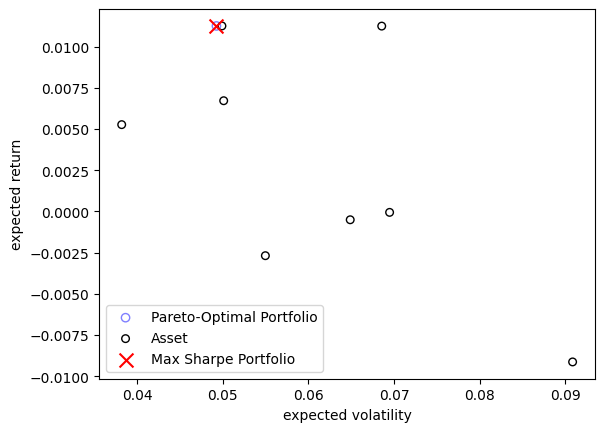 0.0100
0.0075
0.0050
0.0025
0.0000
−0.0025
−0.0050
−0.0075
−0.0100
expected return
Pareto-Optimal Portfolio
Asset
Max Sharpe Portfolio
0.04 0.05 0.06 0.07 0.08 0.09
expected volatility